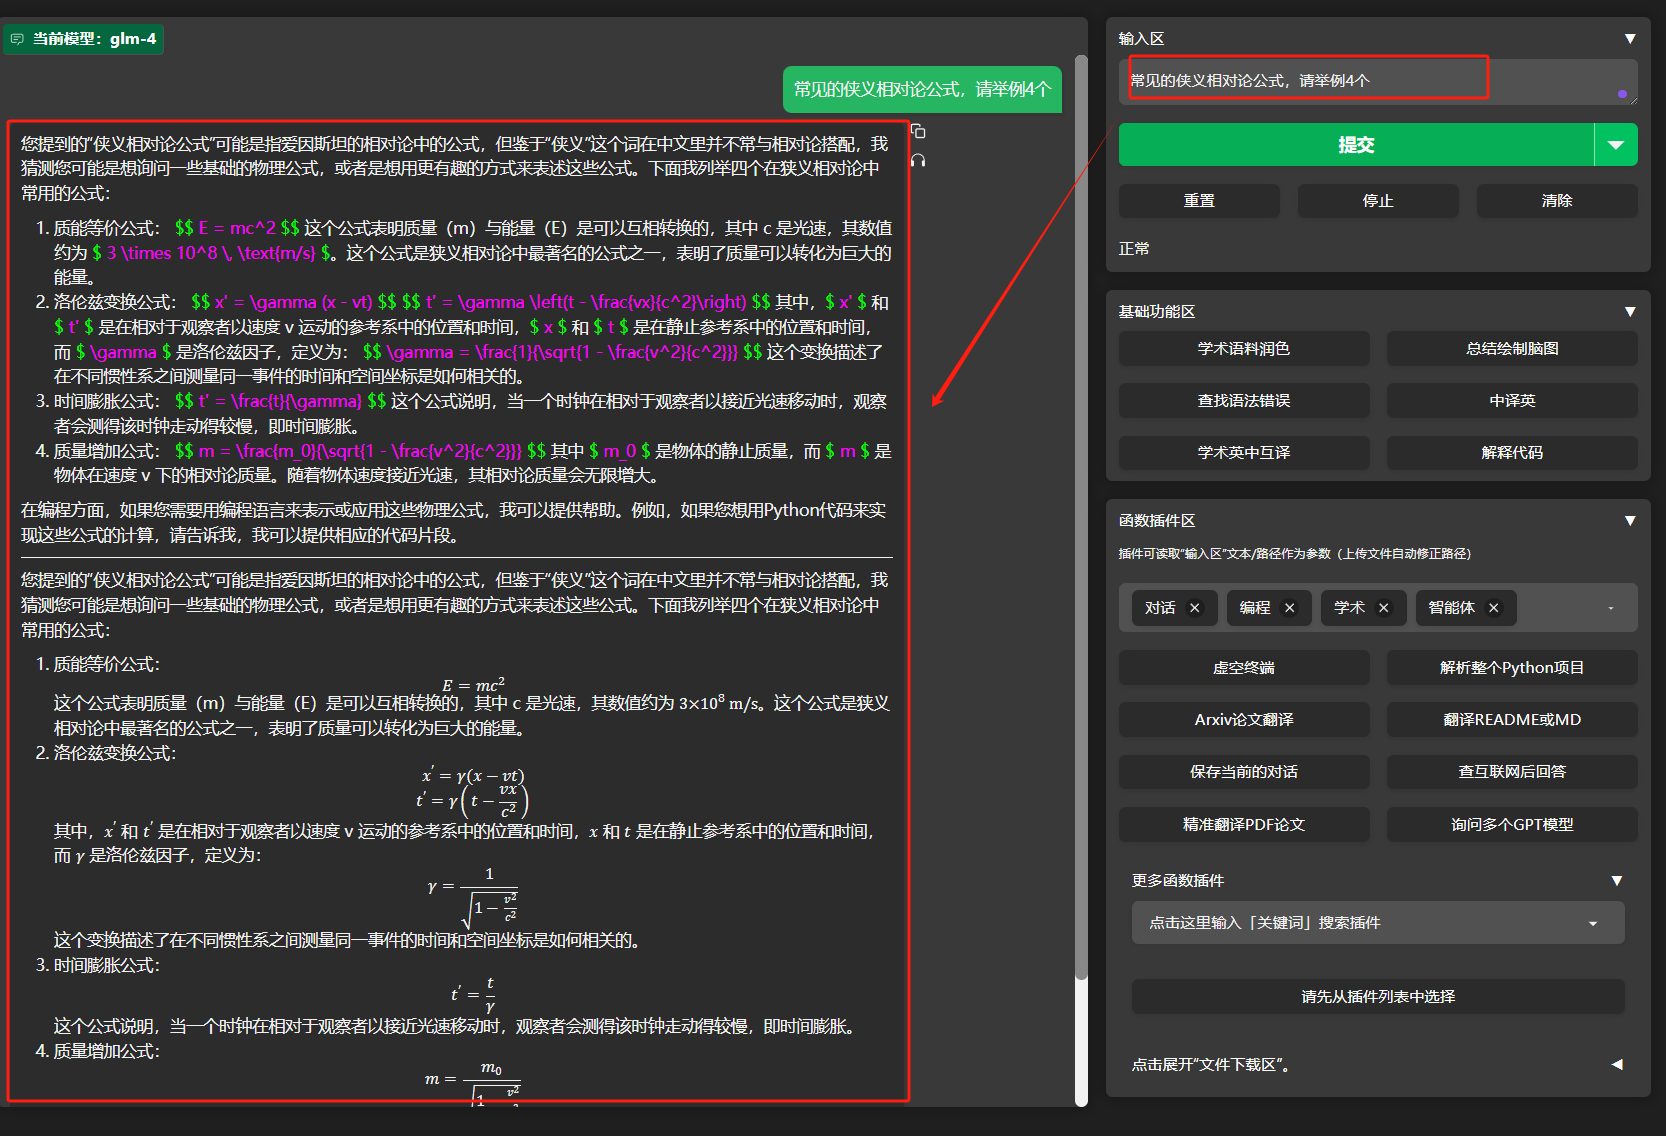 当前模型：glm-4
常见的侠义相对论公式，请举例4个
您提到的“侠义相对论公式”可能是指爱因斯坦的相对论中的公式，但鉴于“侠义”这个词在中文里并不常与相对论搭配，我
猜测您可能是想询问一些基础的物理公式，或者是想用更有趣的方式来表述这些公式。下面我列举四个在狭义相对论中
常用的公式：
1. 质能等价公式： $$ E = mc^2 $$ 这个公式表明质量（m）与能量（E）是可以互相转换的，其中 c 是光速，其数值
约为 $ 3 \times 10^8 \, \text{m/s} $。这个公式是狭义相对论中最著名的公式之一，表明了质量可以转化为巨大的
能量。
2. 洛伦兹变换公式： $$ x' = \gamma (x - vt) $$ $$ t' = \gamma \left(t - \frac{vx}{c^2}\right) $$ 其中，$ x' $ 和
$ t' $ 是在相对于观察者以速度 v 运动的参考系中的位置和时间，$ x $ 和 $ t $ 是在静止参考系中的位置和时间，
而 $ \gamma $ 是洛伦兹因子，定义为： $$ \gamma = \frac{1}{\sqrt{1 - \frac{v^2}{c^2}}} $$ 这个变换描述了
在不同惯性系之间测量同一事件的时间和空间坐标是如何相关的。
3. 时间膨胀公式： $$ t' = \frac{t}{\gamma} $$ 这个公式说明，当一个时钟在相对于观察者以接近光速移动时，观察
者会测得该时钟走动得较慢，即时间膨胀。
4. 质量增加公式： $$ m = \frac{m_0}{\sqrt{1 - \frac{v^2}{c^2}}} $$ 其中 $ m_0 $ 是物体的静止质量，而 $ m $ 是
物体在速度 v 下的相对论质量。随着物体速度接近光速，其相对论质量会无限增大。
在编程方面，如果您需要用编程语言来表示或应用这些物理公式，我可以提供帮助。例如，如果您想用Python代码来实
现这些公式的计算，请告诉我，我可以提供相应的代码片段。
您提到的“侠义相对论公式”可能是指爱因斯坦的相对论中的公式，但鉴于“侠义”这个词在中文里并不常与相对论搭配，我
猜测您可能是想询问一些基础的物理公式，或者是想用更有趣的方式来表述这些公式。下面我列举四个在狭义相对论中
常用的公式：
1. 质能等价公式：
E = mc²
这个公式表明质量（m）与能量（E）是可以互相转换的，其中 c 是光速，其数值约为 3×10⁸ m/s。这个公式是狭义
相对论中最著名的公式之一，表明了质量可以转化为巨大的能量。
2. 洛伦兹变换公式：
x′ = γ(x − vt)
t′ = γ(t − vx/c²)
其中，x′ 和 t′ 是在相对于观察者以速度 v 运动的参考系中的位置和时间，x 和 t 是在静止参考系中的位置和时间，
而 γ 是洛伦兹因子，定义为：
γ = 1/√(1 − v²/c²)
这个变换描述了在不同惯性系之间测量同一事件的时间和空间坐标是如何相关的。
3. 时间膨胀公式：
t′ = t/γ
这个公式说明，当一个时钟在相对于观察者以接近光速移动时，观察者会测得该时钟走动得较慢，即时间膨胀。
4. 质量增加公式：
m = m₀/√(1 − v²
输入区 ▼
常见的侠义相对论公式，请举例4个
提交
重置 停止 清除
正常
基础功能区 ▼
学术语料润色 总结绘制脑图
查找语法错误 中译英
学术英中互译 解释代码
函数插件区 ▼
插件可读取“输入区”文本/路径作为参数（上传文件自动修正路径）
对话 × 编程 × 学术 × 智能体 ×
虚空终端 解析整个Python项目
Arxiv论文翻译 翻译README或MD
保存当前的对话 查互联网后回答
精准翻译PDF论文 询问多个GPT模型
更多函数插件 ▼
点击这里输入「关键词」搜索插件
请先从插件列表中选择
点击展开“文件下载区”。 ◀